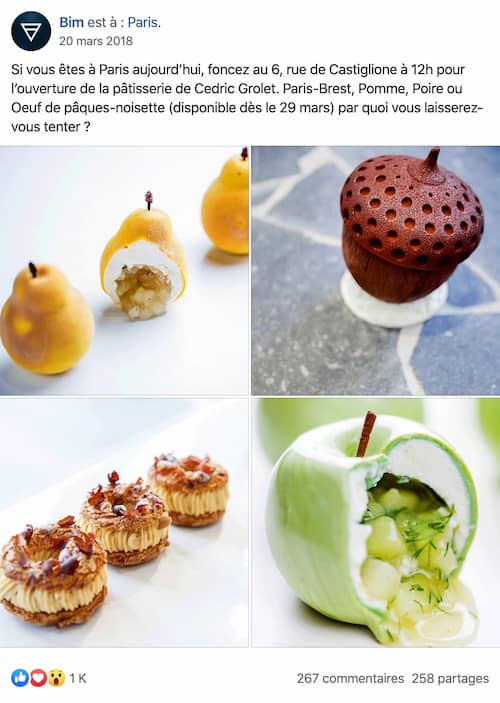 Bim est à : Paris.
20 mars 2018
Si vous êtes à Paris aujourd’hui, foncez au 6, rue de Castiglione à 12h pour
l’ouverture de la pâtisserie de Cedric Grolet. Paris-Brest, Pomme, Poire ou
Oeuf de pâques-noisette (disponible dès le 29 mars) par quoi vous laisserez-
vous tenter ?
1 K
267 commentaires 258 partages